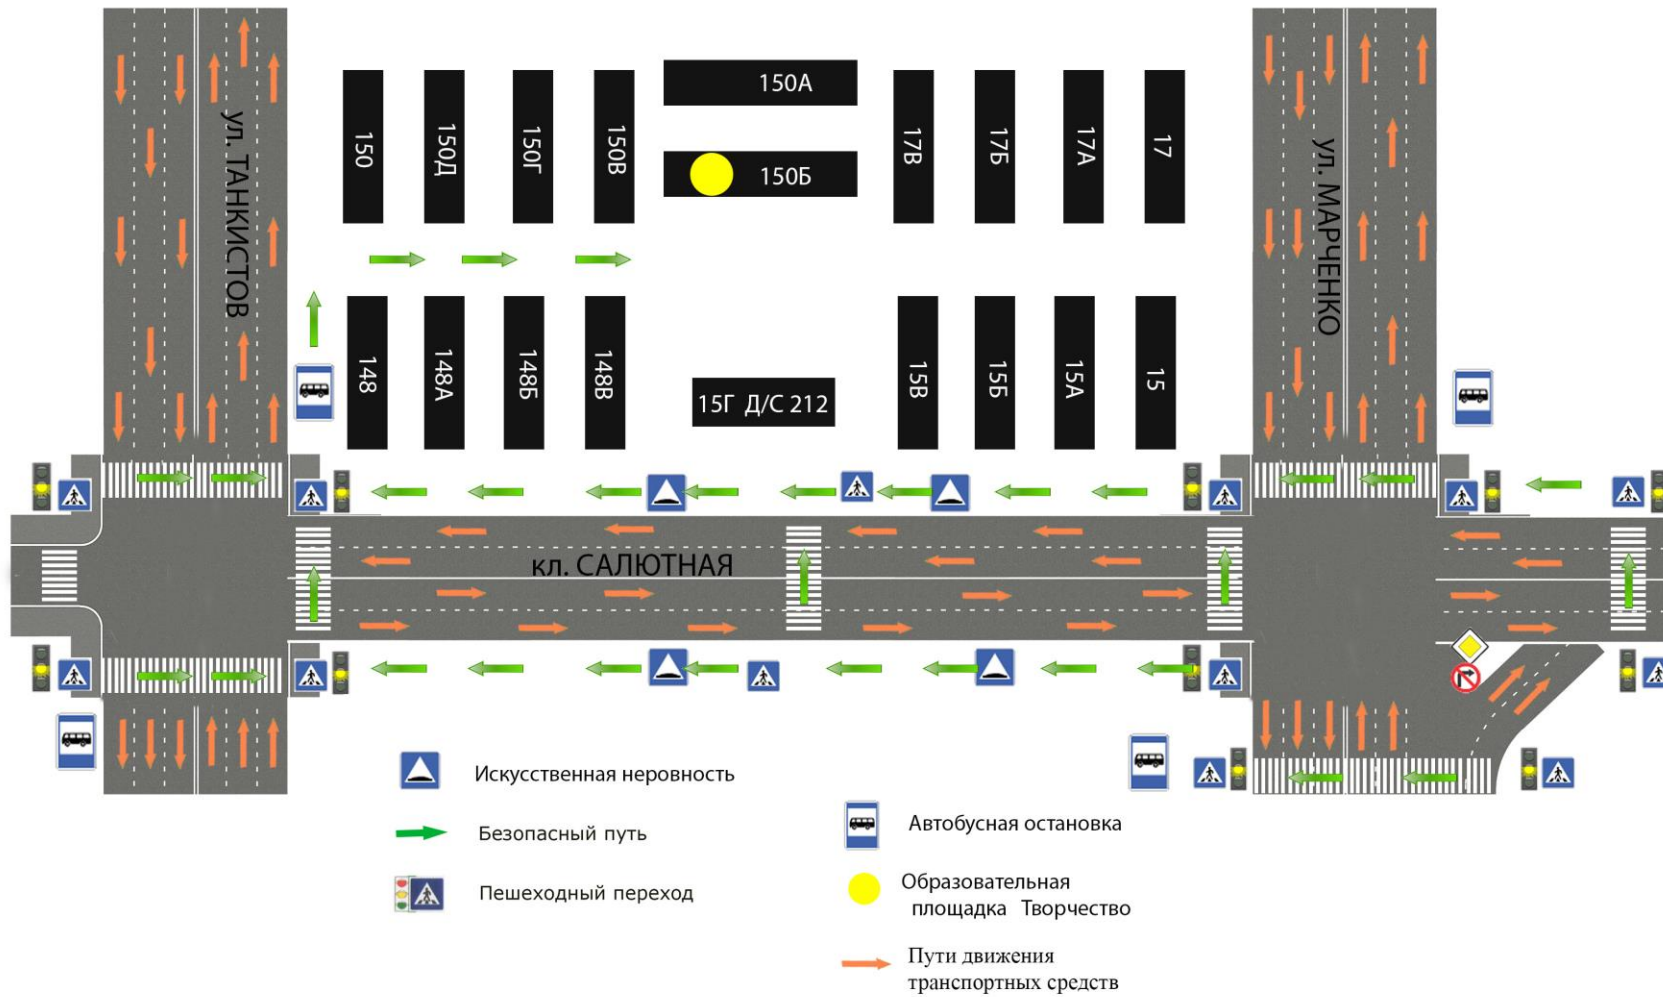 150А
150
150Д
150Г
150В
17В
17Б
17А
17
150Б
ул. ТАНКИСТОВ
ул. МАРЧЕНКО
148
148А
148Б
148В
15Г Д/С 212
15В
15Б
15А
15
кл. САЛЮТНАЯ
Искусственная неровность
Безопасный путь
Пешеходный переход
Автобусная остановка
Образовательная
площадка Творчество
Пути движения
транспортных средств